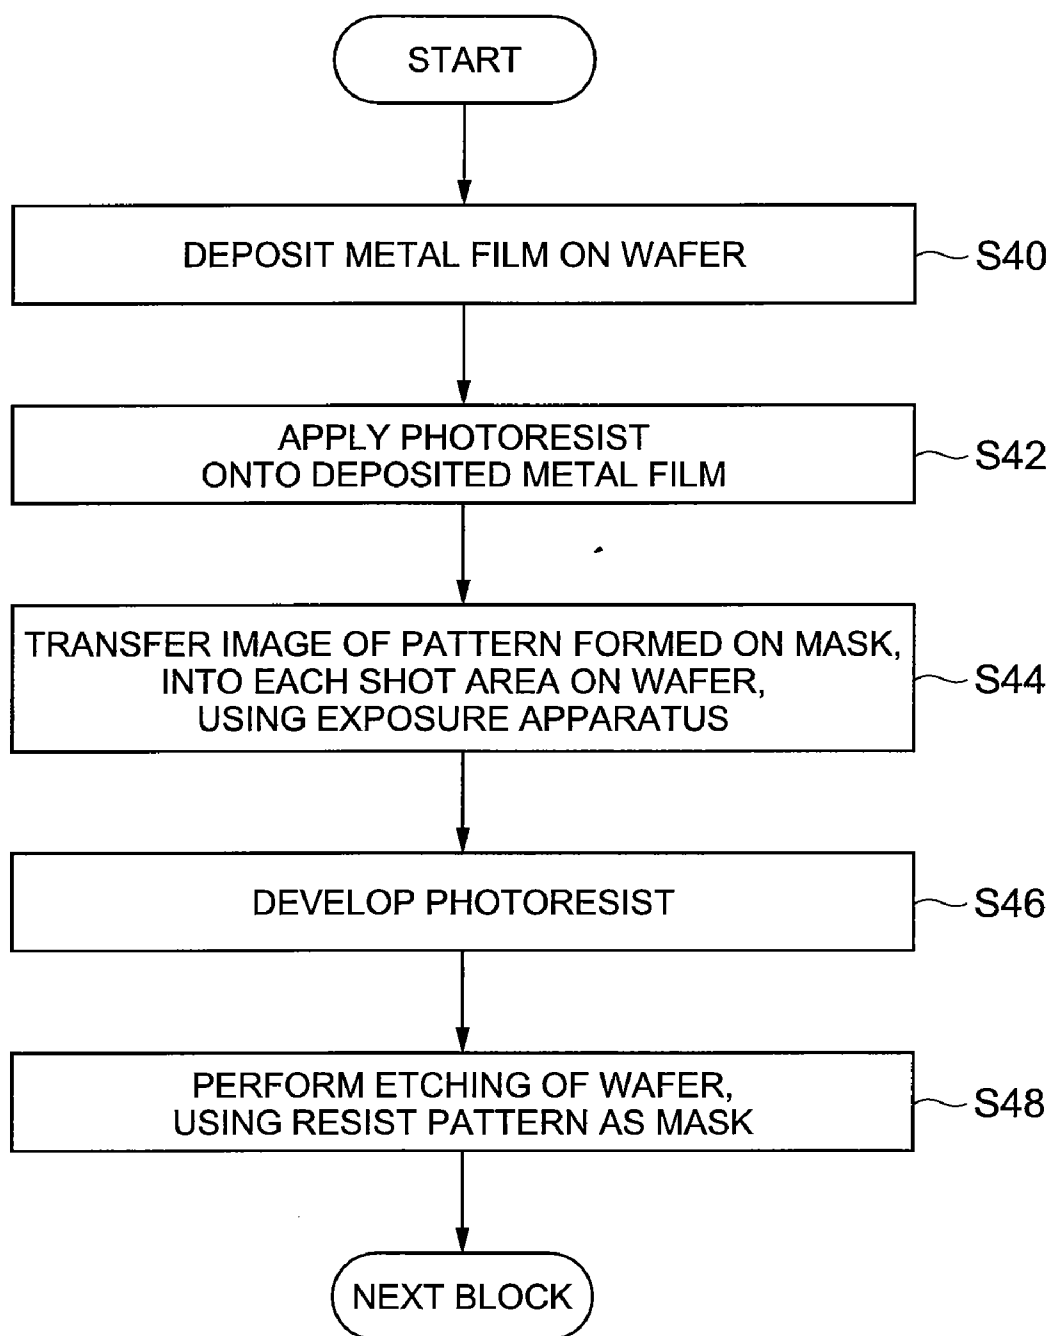 START
DEPOSIT METAL FILM ON WAFER
S40
APPLY PHOTORESIST
ONTO DEPOSITED METAL FILM
S42
TRANSFER IMAGE OF PATTERN FORMED ON MASK,
INTO EACH SHOT AREA ON WAFER,
USING EXPOSURE APPARATUS
S44
DEVELOP PHOTORESIST
S46
PERFORM ETCHING OF WAFER,
USING RESIST PATTERN AS MASK
S48
NEXT BLOCK